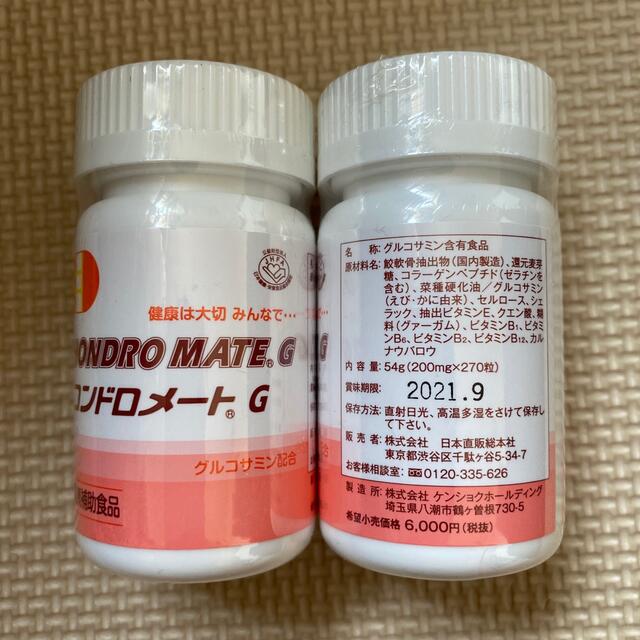 健康は大切 みんなで…
ONDRO MATE® G
コンドロメート® G
グルコサミン配合
補助食品
JHFA
名 称:グルコサミン含有食品
原材料名:鮫軟骨抽出物(国内製造)、還元麦芽
糖、コラーゲンペプチド(ゼラチンを
含む)、菜種硬化油/グルコサミン
(えび・かに由来)、セルロース、シェ
ラック、抽出ビタミンE、クエン酸、糊
料(グァーガム)、ビタミンB1、ビタミ
ンB6、ビタミンB2、ビタミンB12、カル
ナウバロウ
内 容 量:54g(200mg×270粒)
賞味期限: 2021.9
保存方法:直射日光、高温多湿をさけて保存し
て下さい。
販 売 者:株式会社 日本直販総本社
東京都渋谷区千駄ヶ谷5-34-7
お客様相談室:0120-335-626
製 造 所:株式会社 ケンショクホールディング
埼玉県八潮市鶴ヶ曽根730-5
希望小売価格 6,000円(税抜)